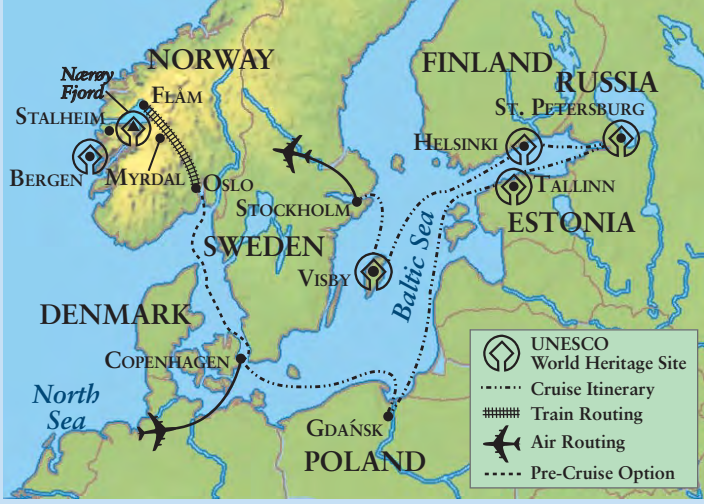 NORWAY
FINLAND
RUSSIA
Nærøy
Fjord
FLÅM
ST. PETERSBURG
STALHEIM
HELSINKI
BERGEN
MYRDAL
OSLO
TALLINN
STOCKHOLM
ESTONIA
SWEDEN
Baltic Sea
VISBY
DENMARK
COPENHAGEN
North
Sea
GDAŃSK
POLAND
UNESCO
World Heritage Site
Cruise Itinerary
Train Routing
Air Routing
Pre-Cruise Option